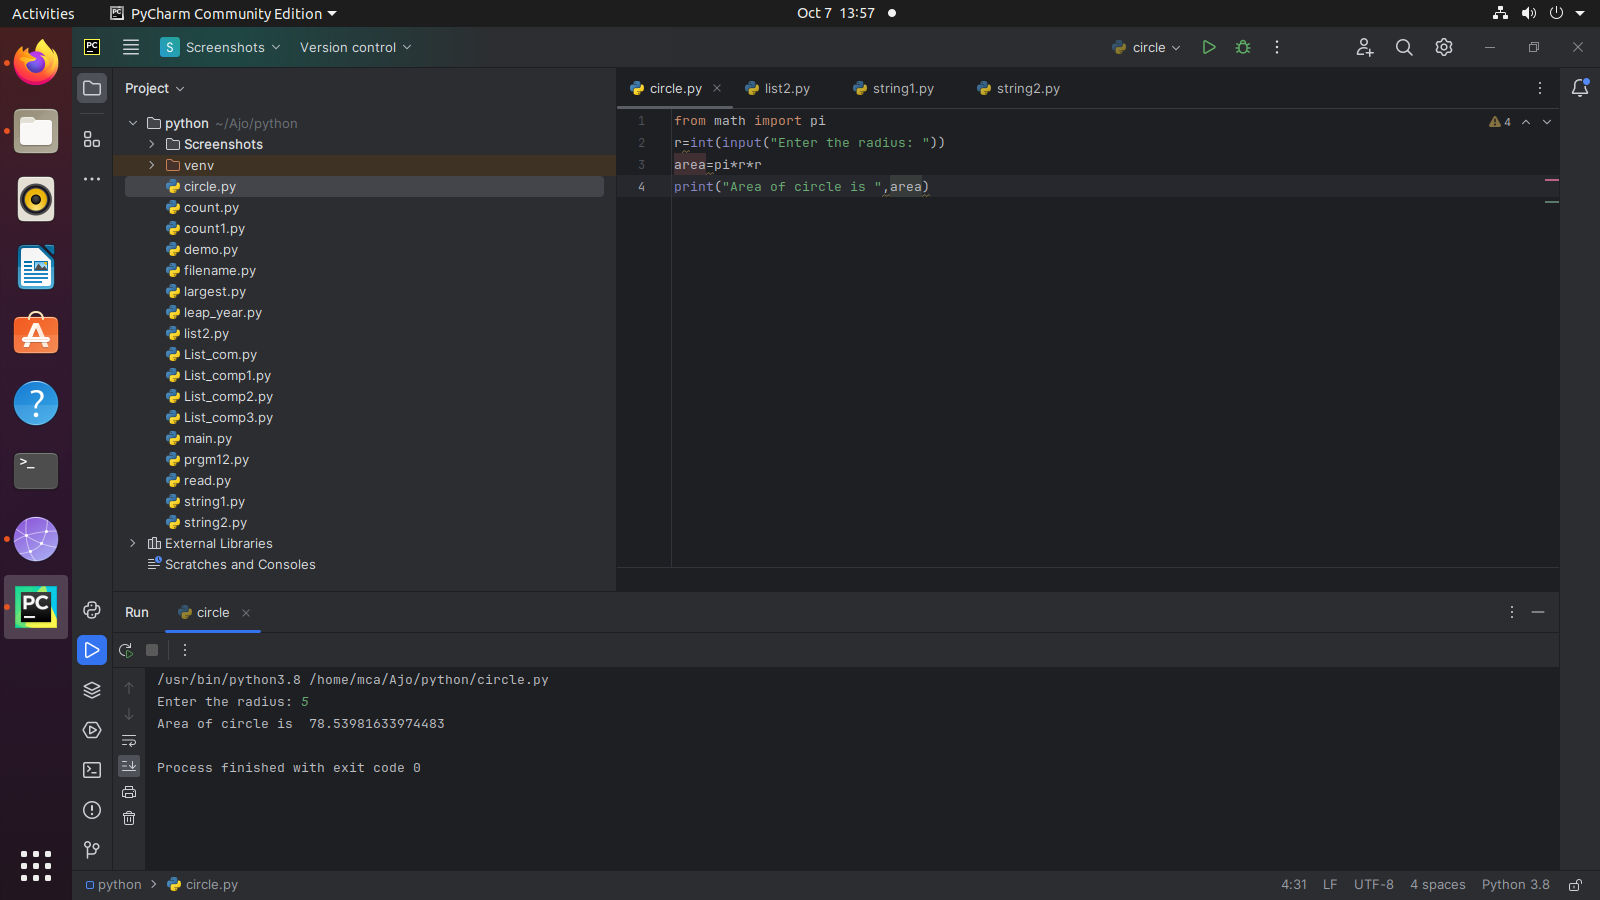 Activities PyCharm Community Edition Oct 7 13:57
PC S Screenshots Version control circle
Project circle.py list2.py string1.py string2.py
python ~/Ajo/python
Screenshots
venv
circle.py
count.py
count1.py
demo.py
filename.py
largest.py
leap_year.py
list2.py
List_com.py
List_comp1.py
List_comp2.py
List_comp3.py
main.py
prgm12.py
read.py
string1.py
string2.py
External Libraries
Scratches and Consoles
1 from math import pi 4
2 r=int(input("Enter the radius: "))
3 area=pi*r*r
4 print("Area of circle is ",area)
PC
Run circle
/usr/bin/python3.8 /home/mca/Ajo/python/circle.py
Enter the radius: 5
Area of circle is  78.53981633974483
Process finished with exit code 0
python circle.py 4:31 LF UTF-8 4 spaces Python 3.8